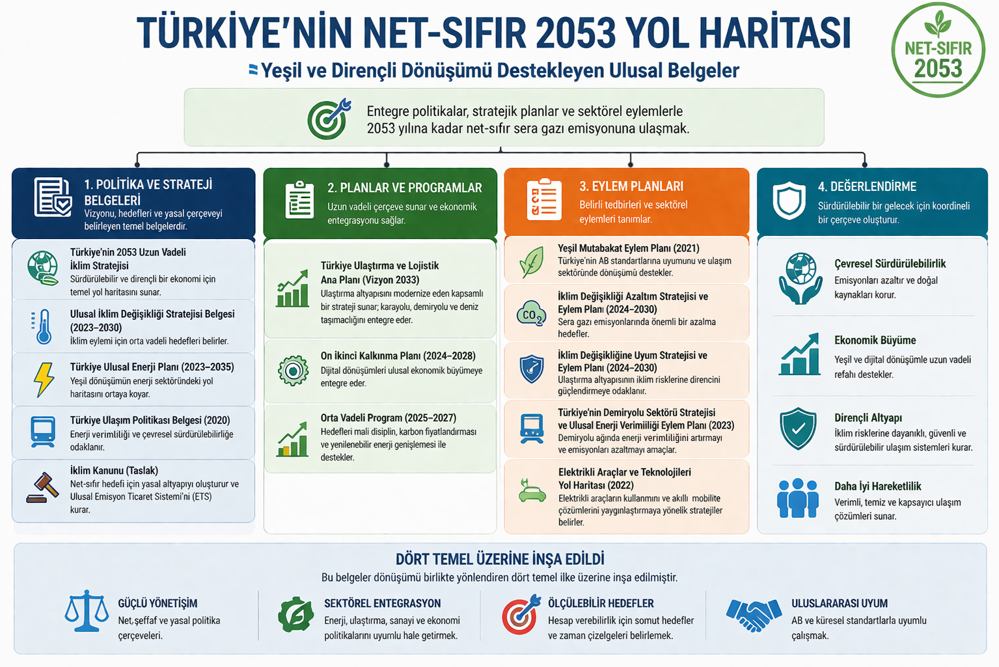 TÜRKİYE'NİN NET-SIFIR 2053 YOL HARİTASI
Yeşil ve Dirençli Dönüşümü Destekleyen Ulusal Belgeler
NET-SIFIR
2053
Entegre politikalar, stratejik planlar ve sektörel eylemlerle
2053 yılına kadar net-sıfır sera gazı emisyonuna ulaşmak.
1. POLİTİKA VE STRATEJİ
BELGELERİ
Vizyonu, hedefleri ve yasal çerçeveyi
belirleyen temel belgelerdir.
Türkiye'nin 2053 Uzun Vadeli
İklim Stratejisi
Sürdürülebilir ve dirençli bir ekonomi için
temel yol haritasını sunar.
Ulusal İklim Değişikliği Stratejisi Belgesi
(2023–2030)
İklim eylemi için orta vadeli hedefleri belirler.
Türkiye Ulusal Enerji Planı (2023–2035)
Yeşil dönüşümün enerji sektöründeki yol
haritasını ortaya koyar.
Türkiye Ulaşım Politikası Belgesi (2020)
Enerji verimliliği ve çevresel sürdürülebilirliğe
odaklanır.
İklim Kanunu (Taslak)
Net-sıfır hedefi için yasal altyapıyı oluşturur ve
Ulusal Emisyon Ticaret Sistemi'ni (ETS)
kurar.
2. PLANLAR VE PROGRAMLAR
Uzun vadeli çerçeve sunar ve ekonomik
entegrasyonu sağlar.
Türkiye Ulaştırma ve Lojistik
Ana Planı (Vizyon 2033)
Ulaştırma altyapısını modernize eden kapsamlı
bir strateji sunar; karayolu, demiryolu ve deniz
taşımaclığını entegre eder.
On İkinci Kalkınma Planı (2024–2028)
Dijital dönüşümleri ulusal ekonomik büyümeye
entegre eder.
Orta Vadeli Program (2025–2027)
Hedefleri mali disiplin, karbon fiyatlandırması
ve yenilenebilir enerji genişlemesi ile
destekler.
3. EYLEM PLANLARI
Belirli tedbirleri ve sektörel
eylemleri tanımlar.
Yeşil Mutabakat Eylem Planı (2021)
Türkiye'nin AB standartlarına uyumunu ve ulaşım
sektöründe dönüşümü destekler.
CO2
İklim Değişikliği Azaltım Stratejisi ve
Eylem Planı (2024–2030)
Sera gazı emisyonlarında önemli bir azalma
hedefler.
İklim Değişikliğine Uyum Stratejisi ve
Eylem Planı (2024–2030)
Ulaştırma altyapısının iklim risklerine direncini
güçlendirmeye odaklanır.
Türkiye'nin Demiryolu Sektörü Stratejisi
ve Ulusal Enerji Verimiiliği Eylem Planı (2023)
Demiryolu ağında enerji verimliliğini artırmayı
ve emisyonları azaltmayı amaçlar.
Elektrikli Araçlar ve Teknolojileri
Yol Haritası (2022)
Elektrikli araçların kullanmını ve akıllı mobilite
çözümlerini yaygınlaştırmaya yönelik stratejiler
belirler.
4. DEĞERLENDİRME
Sürdürülebilir bir gelecek için koordineli
bir çerçeve oluşturur.
Çevresel Sürdürülebilirlik
Emisyonları azaltır ve doğal
kaynakları korur.
Ekonomik Büyüme
Yeşil ve dijital dönüşümle uzun vadeli
refahı destekler.
Dirençli Altyapı
İklim risklerine dayanıklı, güvenli ve
sürdürülebilir ulaşım sistemleri kurar.
Daha İyi Hareketlilik
Verimli, temiz ve kapsayıcı ulaşım
çözümleri sunar.
DÖRT TEMEL ÜZERİNE İNŞA EDİLDİ
Bu belgeler dönüşümü birlikte yönlendiren dört temel ilke üzerine inşa edilmiştir.
GÜÇLÜ YÖNETİŞİM
Net,şeffaf ve yasal politika
çerçeveleri.
SEKTÖREL ENTEGRASYON
Enerji, ulaştırma, sanayi ve ekonomi
politikalarını uyumlu hale getirmek.
ÖLÇÜLEBİLİR HEDEFLER
Hesap verebilirlik için somut hedefler
ve zaman çizelgeleri belirlemek.
ULUSLARARASI UYUM
AB ve küresel standartlarla uyumlu
çalışmak.